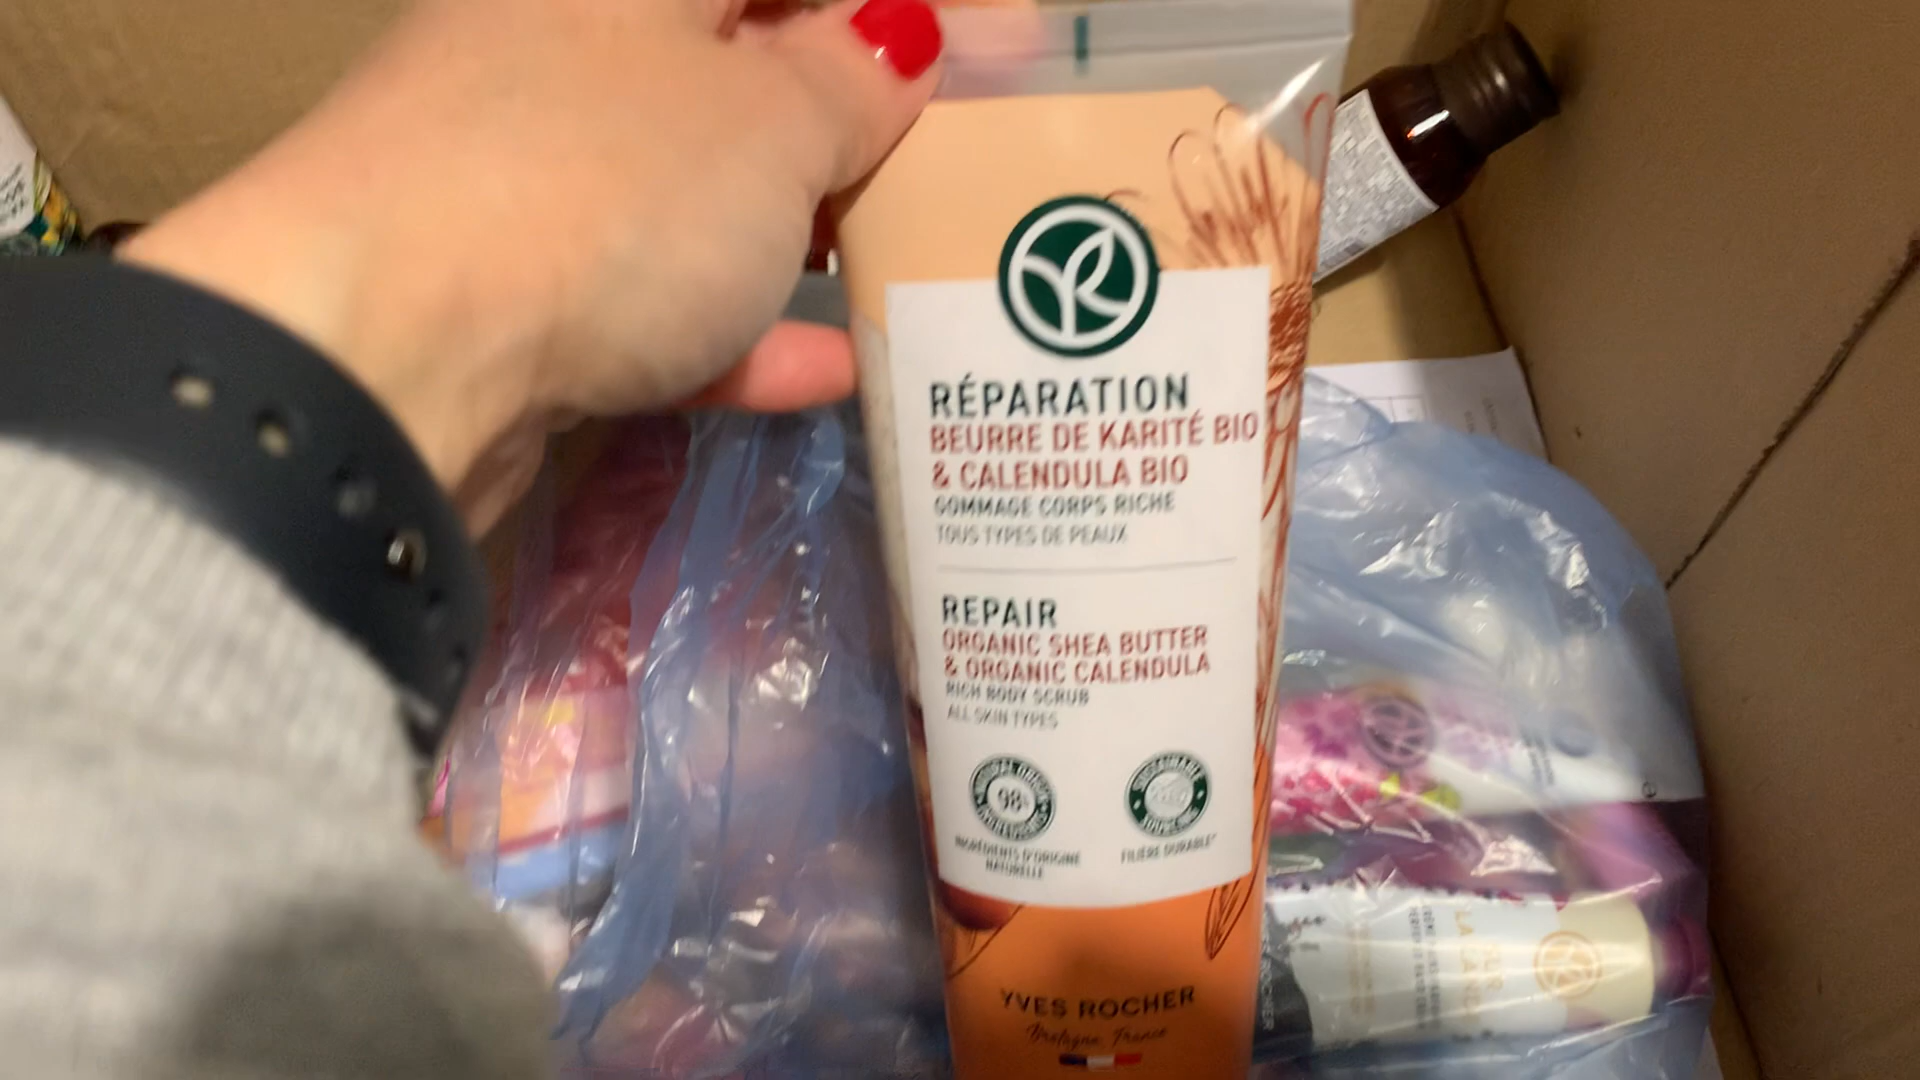 RÉPARATION
BEURRE DE KARITÉ BIO
& CALENDULA BIO
GOMMAGE CORPS RICHE
TOUS TYPES DE PEAUX
REPAIR
ORGANIC SHEA BUTTER
& ORGANIC CALENDULA
RICH BODY SCRUB
ALL SKIN TYPES
98%
INGRÉDIENTS D'ORIGINE
NATURELLE
FILIÈRE DURABLE*
YVES ROCHER
Bretagne, France